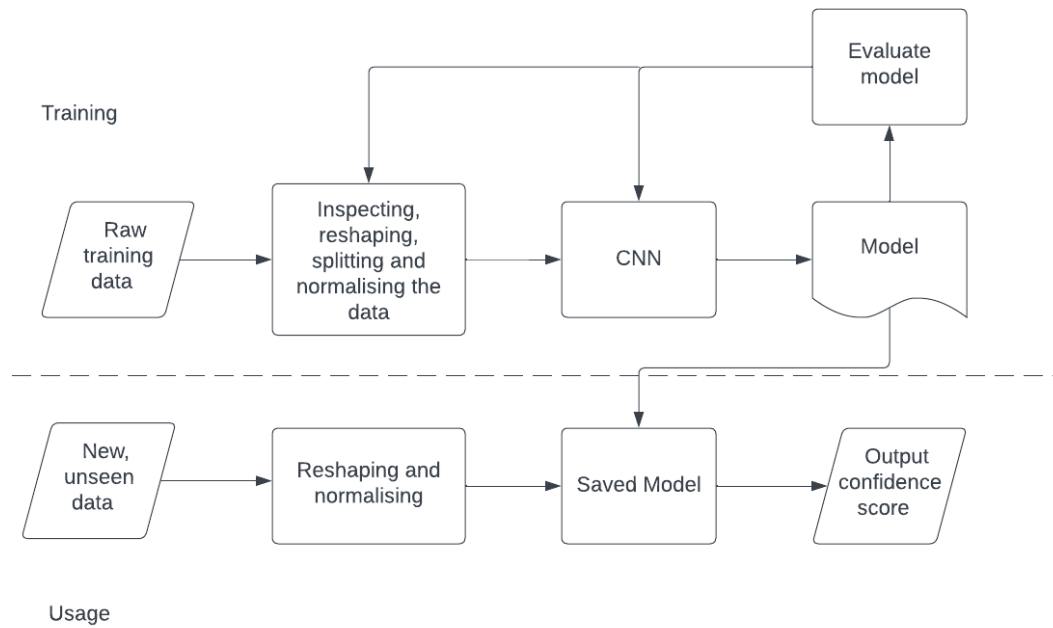 Evaluate
model
Training
Raw
training
data
Inspecting,
reshaping,
splitting and
normalising the
data
CNN
Model
New,
unseen
data
Reshaping and
normalising
Saved Model
Output
confidence
score
Usage